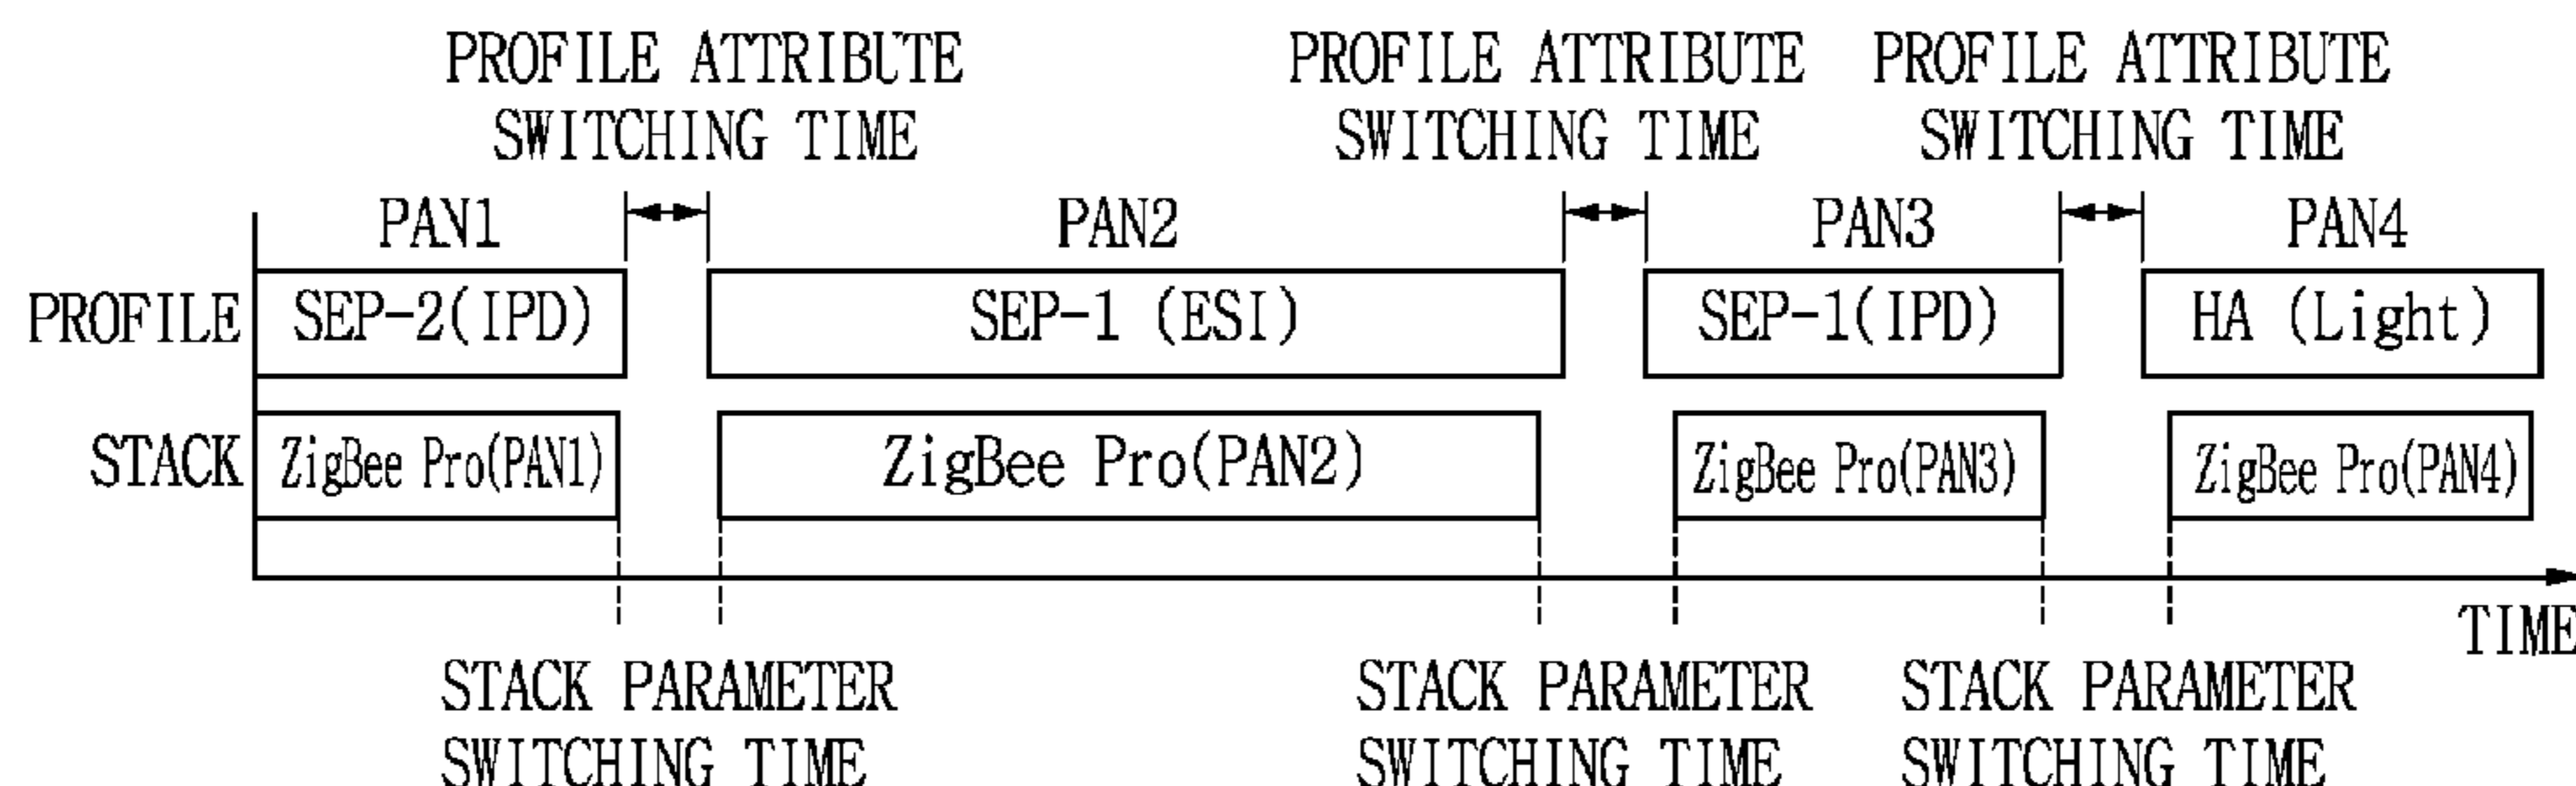 PROFILE ATTRIBUTE
SWITCHING TIME
PROFILE ATTRIBUTE
SWITCHING TIME
PROFILE ATTRIBUTE
SWITCHING TIME
PAN1
PAN2
PAN3
PAN4
PROFILE
SEP-2(IPD)
SEP-1 (ESI)
SEP-1(IPD)
HA (Light)
STACK
ZigBee Pro(PAN1)
ZigBee Pro(PAN2)
ZigBee Pro(PAN3)
ZigBee Pro(PAN4)
TIME
STACK PARAMETER
SWITCHING TIME
STACK PARAMETER
SWITCHING TIME
STACK PARAMETER
SWITCHING TIME